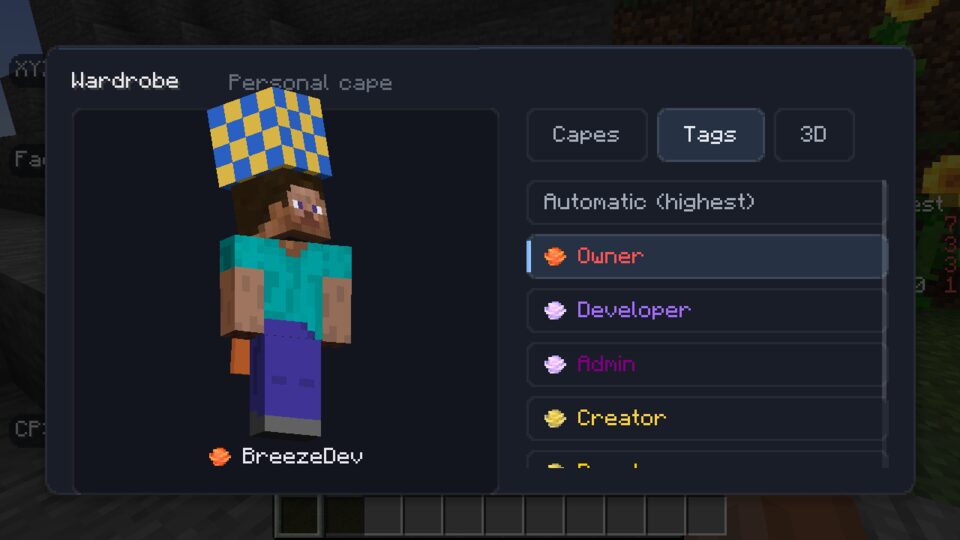 Wardrobe Personal cape
Capes Tags 3D
Automatic (highest)
Owner
Developer
Admin
Creator
BreezeDev